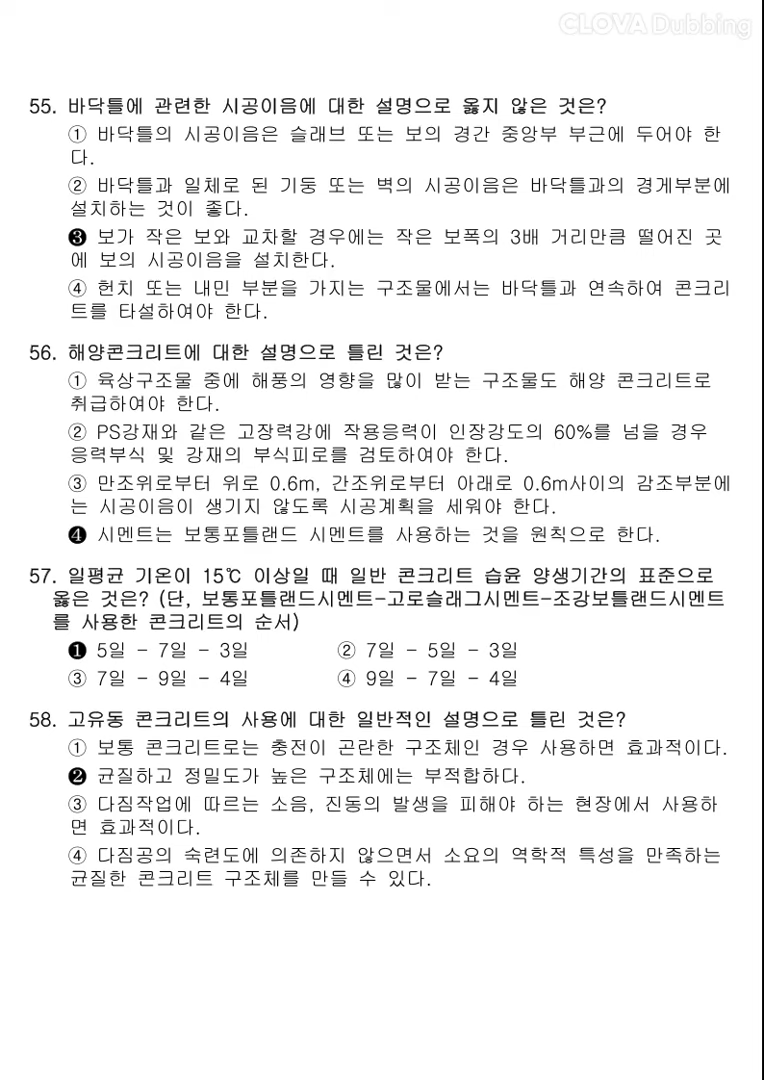 CLOVA Dubbing
55. 바닥틀에 관련한 시공이음에 대한 설명으로 옳지 않은 것은?
① 바닥틀의 시공이음은 슬래브 또는 보의 경간 중앙부 부근에 두어야 한
다.
② 바닥틀과 일체로 된 기둥 또는 벽의 시공이음은 바닥틀과의 경계부분에
설치하는 것이 좋다.
❸ 보가 작은 보와 교차할 경우에는 작은 보폭의 3배 거리만큼 떨어진 곳
에 보의 시공이음을 설치한다.
④ 헌치 또는 내민 부분을 가지는 구조물에서는 바닥틀과 연속하여 콘크리
트를 타설하여야 한다.
56. 해양콘크리트에 대한 설명으로 틀린 것은?
① 육상구조물 중에 해풍의 영향을 많이 받는 구조물도 해양 콘크리트로
취급하여야 한다.
② PS강재와 같은 고장력강에 작용응력이 인장강도의 60%를 넘을 경우
응력부식 및 강재의 부식피로를 검토하여야 한다.
③ 만조위로부터 위로 0.6m, 간조위로부터 아래로 0.6m사이의 감조부분에
는 시공이음이 생기지 않도록 시공계획을 세워야 한다.
❹ 시멘트는 보통포틀랜드 시멘트를 사용하는 것을 원칙으로 한다.
57. 일평균 기온이 15℃ 이상일 때 일반 콘크리트 습윤 양생기간의 표준으로
옳은 것은? (단, 보통포틀랜드시멘트-고로슬래그시멘트-조강보틀랜드시멘트
를 사용한 콘크리트의 순서)
❶ 5일 - 7일 - 3일 ② 7일 - 5일 - 3일
③ 7일 - 9일 - 4일 ④ 9일 - 7일 - 4일
58. 고유동 콘크리트의 사용에 대한 일반적인 설명으로 틀린 것은?
① 보통 콘크리트로는 충전이 곤란한 구조체인 경우 사용하면 효과적이다.
❷ 균질하고 정밀도가 높은 구조체에는 부적합하다.
③ 다짐작업에 따르는 소음, 진동의 발생을 피해야 하는 현장에서 사용하
면 효과적이다.
④ 다짐공의 숙련도에 의존하지 않으면서 소요의 역학적 특성을 만족하는
균질한 콘크리트 구조체를 만들 수 있다.